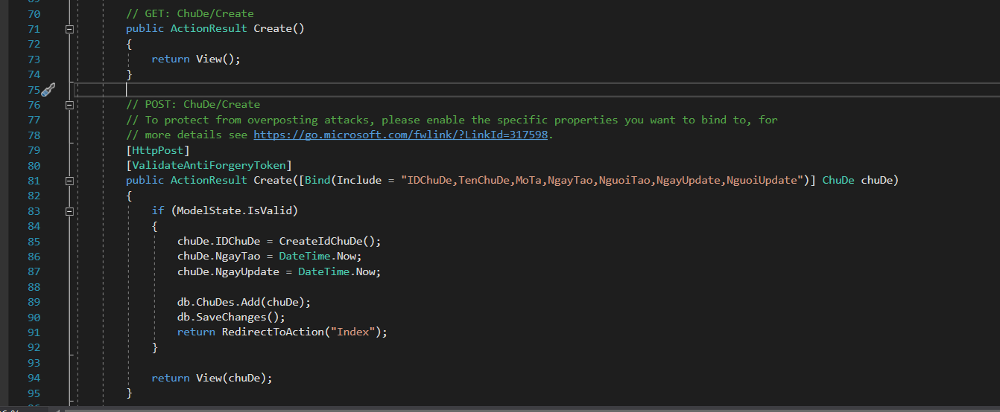 70 // GET: ChuDe/Create
71 public ActionResult Create()
72 {
73 return View();
74 }
75
76 // POST: ChuDe/Create
77 // To protect from overposting attacks, please enable the specific properties you want to bind to, for
78 // more details see https://go.microsoft.com/fwlink/?LinkId=317598.
79 [HttpPost]
80 [ValidateAntiForgeryToken]
81 public ActionResult Create([Bind(Include = "IDChuDe,TenChuDe,MoTa,NgayTao,NguoiTao,NgayUpdate,NguoiUpdate")] ChuDe chuDe)
82 {
83 if (ModelState.IsValid)
84 {
85 chuDe.IDChuDe = CreateIdChuDe();
86 chuDe.NgayTao = DateTime.Now;
87 chuDe.NgayUpdate = DateTime.Now;
88
89 db.ChuDes.Add(chuDe);
90 db.SaveChanges();
91 return RedirectToAction("Index");
92 }
93
94 return View(chuDe);
95 }